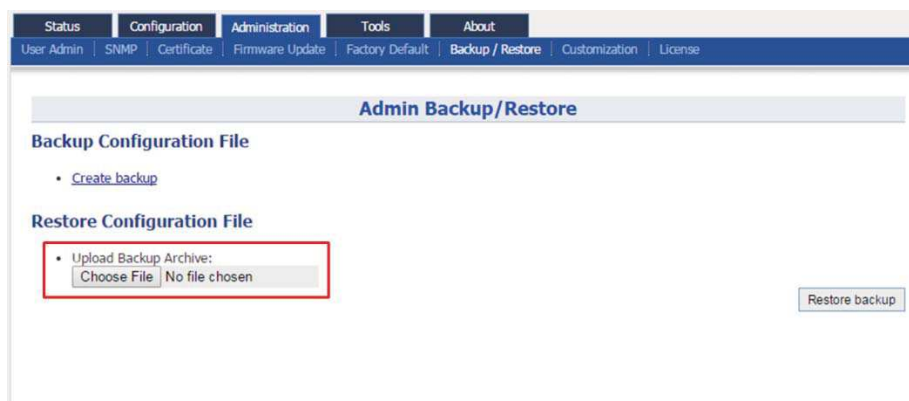 Status Configuration Administration Tools About
User Admin | SNMP | Certificate | Firmware Update | Factory Default | Backup / Restore | Customization | License
Admin Backup/Restore
Backup Configuration File
• Create backup
Restore Configuration File
• Upload Backup Archive:
Choose File No file chosen
Restore backup